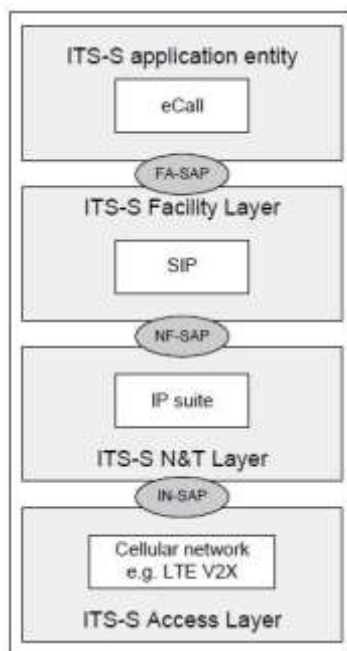 ITS-S application entity
eCall
FA-SAP
ITS-S Facility Layer
SIP
NF-SAP
IP suite
ITS-S N&T Layer
IN-SAP
Cellular network
e.g. LTE V2X
ITS-S Access Layer